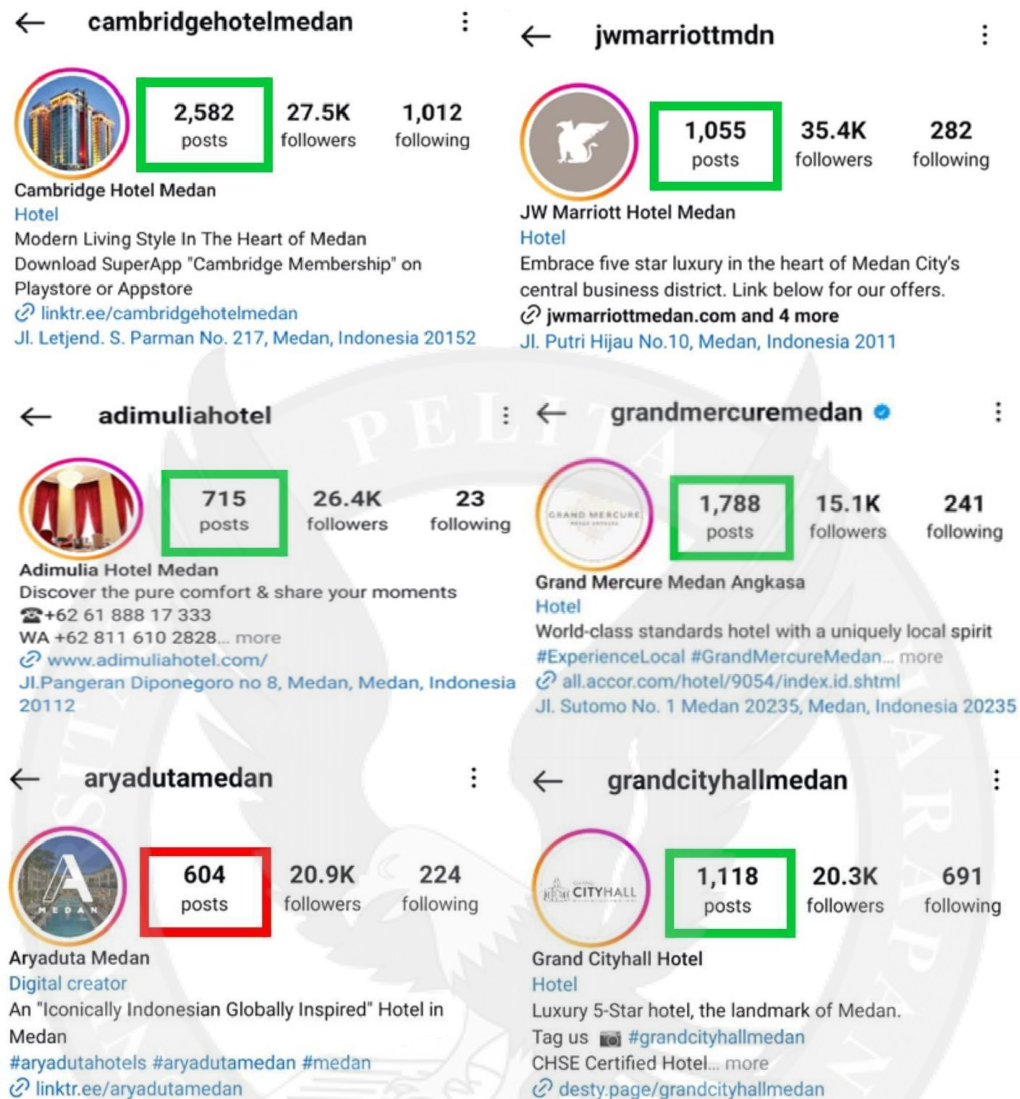 cambridgehotelmedan
2,582 27.5K 1,012
posts followers following
Cambridge Hotel Medan
Hotel
Modern Living Style In The Heart of Medan
Download SuperApp "Cambridge Membership" on
Playstore or Appstore
linktr.ee/cambridgehotelmedan
Jl. Letjend. S. Parman No. 217, Medan, Indonesia 20152
jwmarriottmdn
1,055 35.4K 282
posts followers following
JW Marriott Hotel Medan
Hotel
Embrace five star luxury in the heart of Medan City's
central business district. Link below for our offers.
jwmarriottmedan.com and 4 more
Jl. Putri Hijau No.10, Medan, Indonesia 2011
adimuliahotel
715 26.4K 23
posts followers following
Adimulia Hotel Medan
Discover the pure comfort & share your moments
☎+62 61 888 17 333
WA +62 811 610 2828... more
www.adimuliahotel.com/
Jl.Pangeran Diponegoro no 8, Medan, Medan, Indonesia
20112
grandmercuremedan
GRAND MERCURE
MEDAN ANGKASA
1,788 15.1K 241
posts followers following
Grand Mercure Medan Angkasa
Hotel
World-class standards hotel with a uniquely local spirit
#ExperienceLocal #GrandMercureMedan... more
all.accor.com/hotel/9054/index.id.shtml
Jl. Sutomo No. 1 Medan 20235, Medan, Indonesia 20235
aryadutamedan
A
MEDAN
604 20.9K 224
posts followers following
Aryaduta Medan
Digital creator
An "Iconically Indonesian Globally Inspired" Hotel in
Medan
#aryadutahotels #aryadutamedan #medan
linktr.ee/aryadutamedan
grandcityhallmedan
CITYHALL
1,118 20.3K 691
posts followers following
Grand Cityhall Hotel
Hotel
Luxury 5-Star hotel, the landmark of Medan.
Tag us 📷 #grandcityhallmedan
CHSE Certified Hotel... more
desty.page/grandcityhallmedan
PELITA
HARAPAN